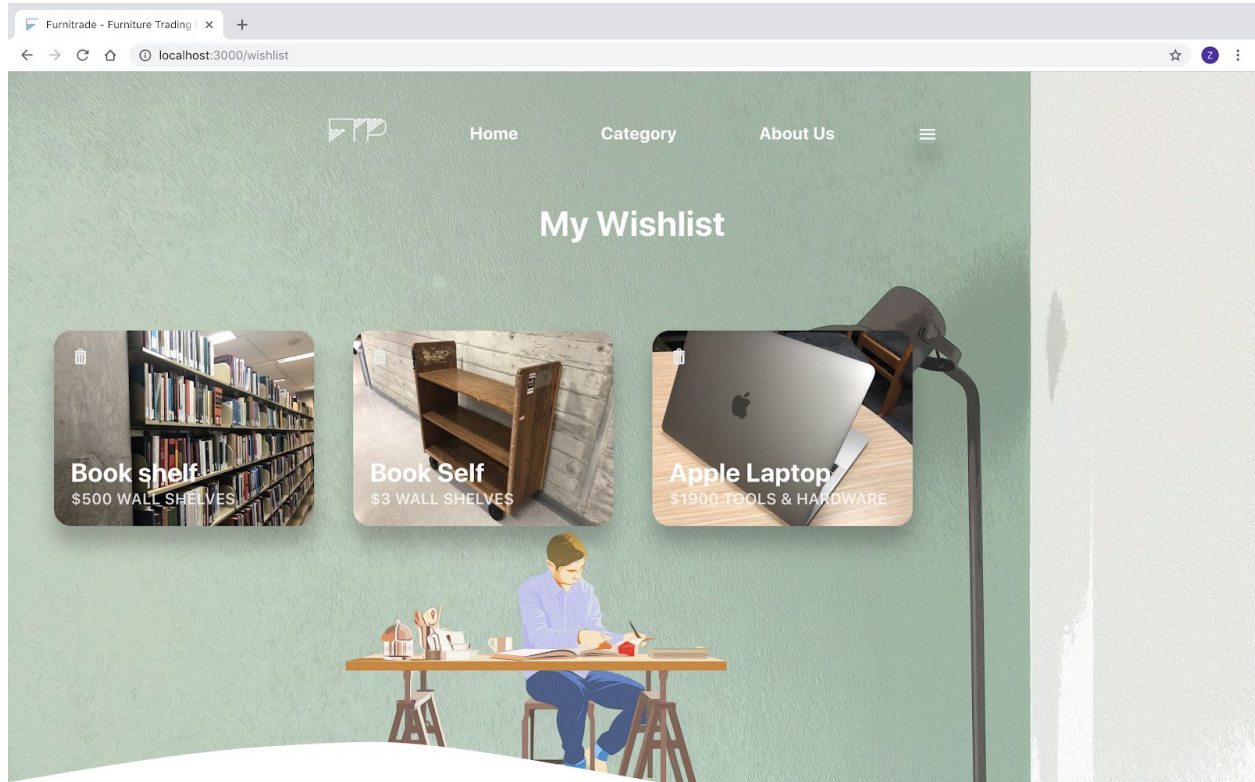 Furnitrade - Furniture Trading
localhost:3000/wishlist
Z
FTP
Home
Category
About Us
My Wishlist
Book shelf
$500 WALL SHELVES
Book Self
$3 WALL SHELVES
Apple Laptop
$1900 TOOLS & HARDWARE